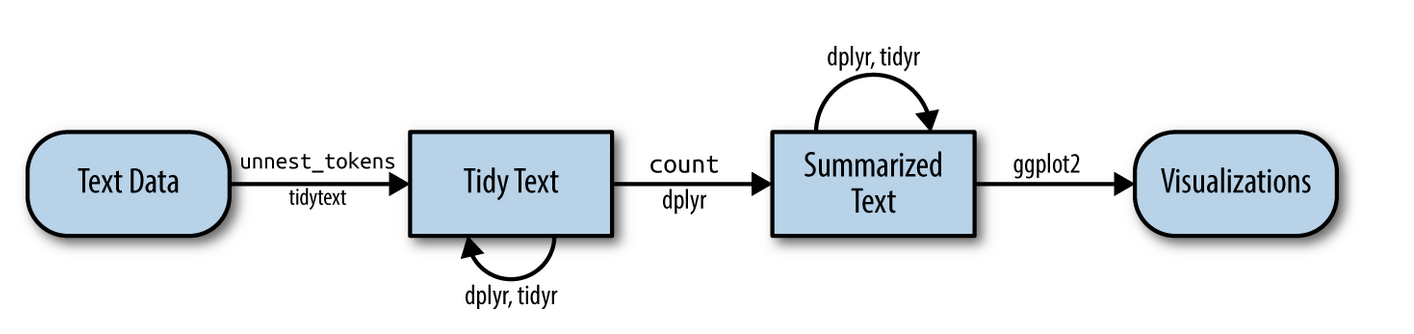 dplyr, tidyr
Text Data
unnest_tokens
tidytext
Tidy Text
count
dplyr
Summarized
Text
ggplot2
Visualizations
dplyr, tidyr